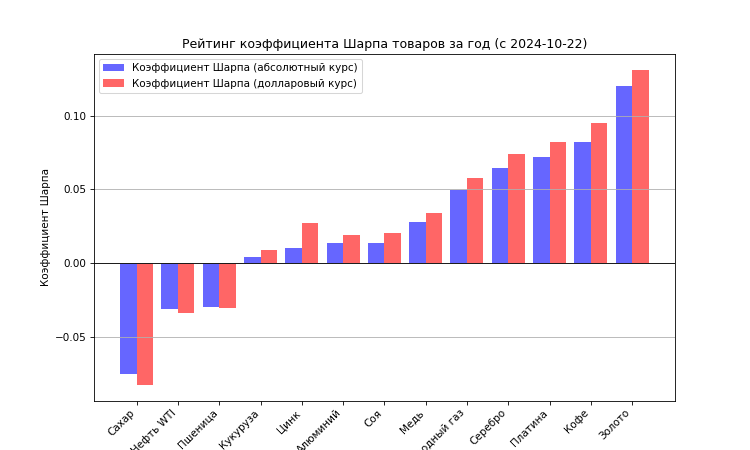 Рейтинг коэффициента Шарпа товаров за год (с 2024-10-22)
Коэффициент Шарпа (абсолютный курс)
Коэффициент Шарпа (долларовый курс)
Коэффициент Шарпа
0.10
0.05
0.00
−0.05
Сахар
Нефть WTI
Пшеница
Кукуруза
Цинк
Алюминий
Соя
Медь
одный газ
Серебро
Платина
Кофе
Золото